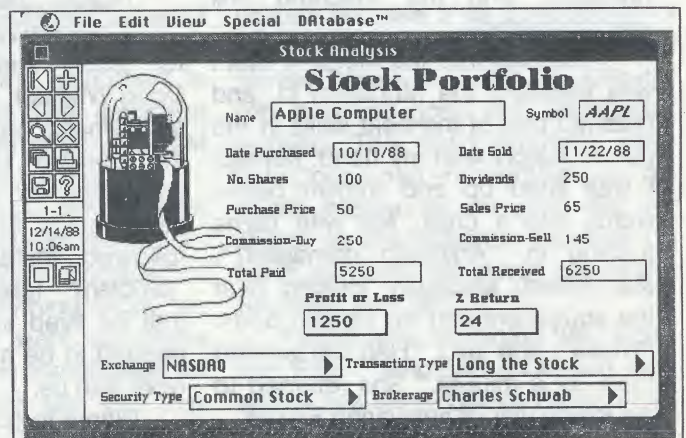 File Edit View Special DAtabase™
Stock Analysis
Stock Portfolio
Name Apple Computer Symbol AAPL
Date Purchased 10/10/88 Date Sold 11/22/88
No. Shares 100 Dividends 250
Purchase Price 50 Sales Price 65
Commission-Buy 250 Commission-Sell 145
Total Paid 5250 Total Received 6250
Profit or Loss % Return
1250 24
Exchange NASDAQ Transaction Type Long the Stock
Security Type Common Stock Brokerage Charles Schwab
1-1
12/14/88
10:06am